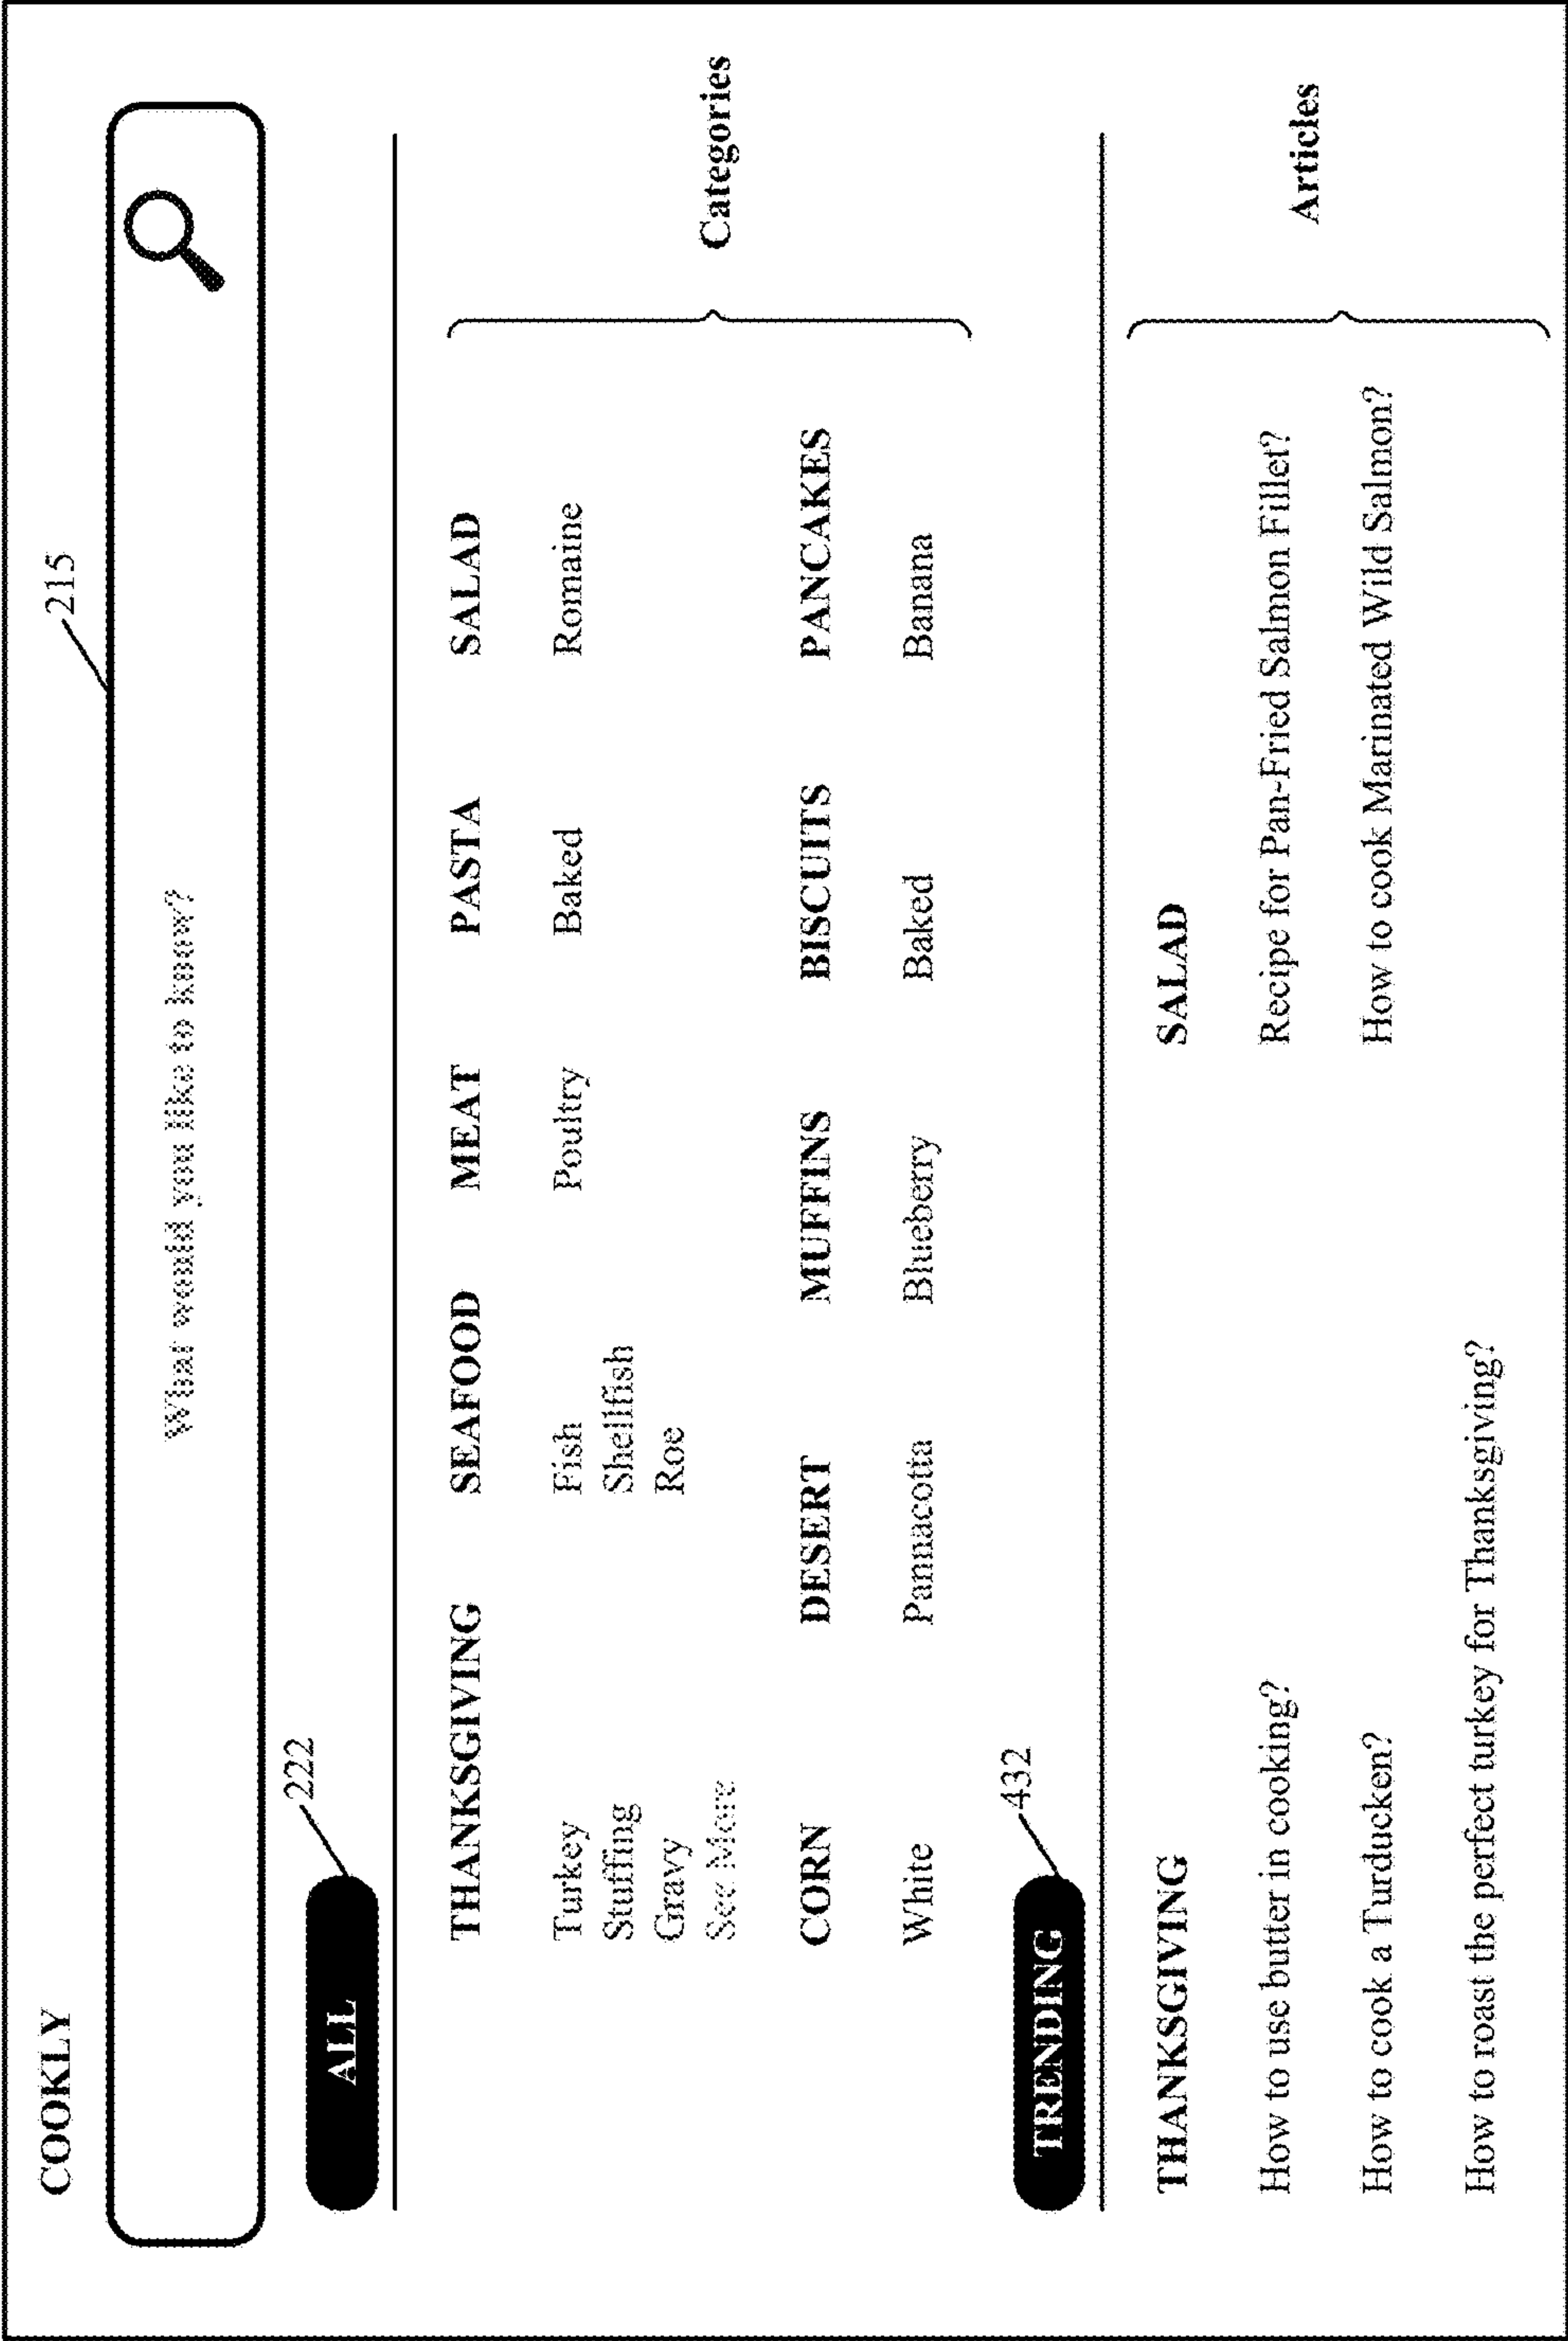 COOKLY
215
What would you like to know?
222
ALL
THANKSGIVING SEAFOOD MEAT PASTA SALAD
Turkey Fish Poultry Baked Romaine
Stuffing Shellfish
Gravy Roe
See More
Categories
CORN DESERT MUFFINS BISCUITS PANCAKES
White Pannacotta Blueberry Baked Banana
432
TRENDING
THANKSGIVING SALAD
How to use butter in cooking? Recipe for Pan-Fried Salmon Fillet?
Articles
How to cook a Turducken? How to cook Marinated Wild Salmon?
How to roast the perfect turkey for Thanksgiving?